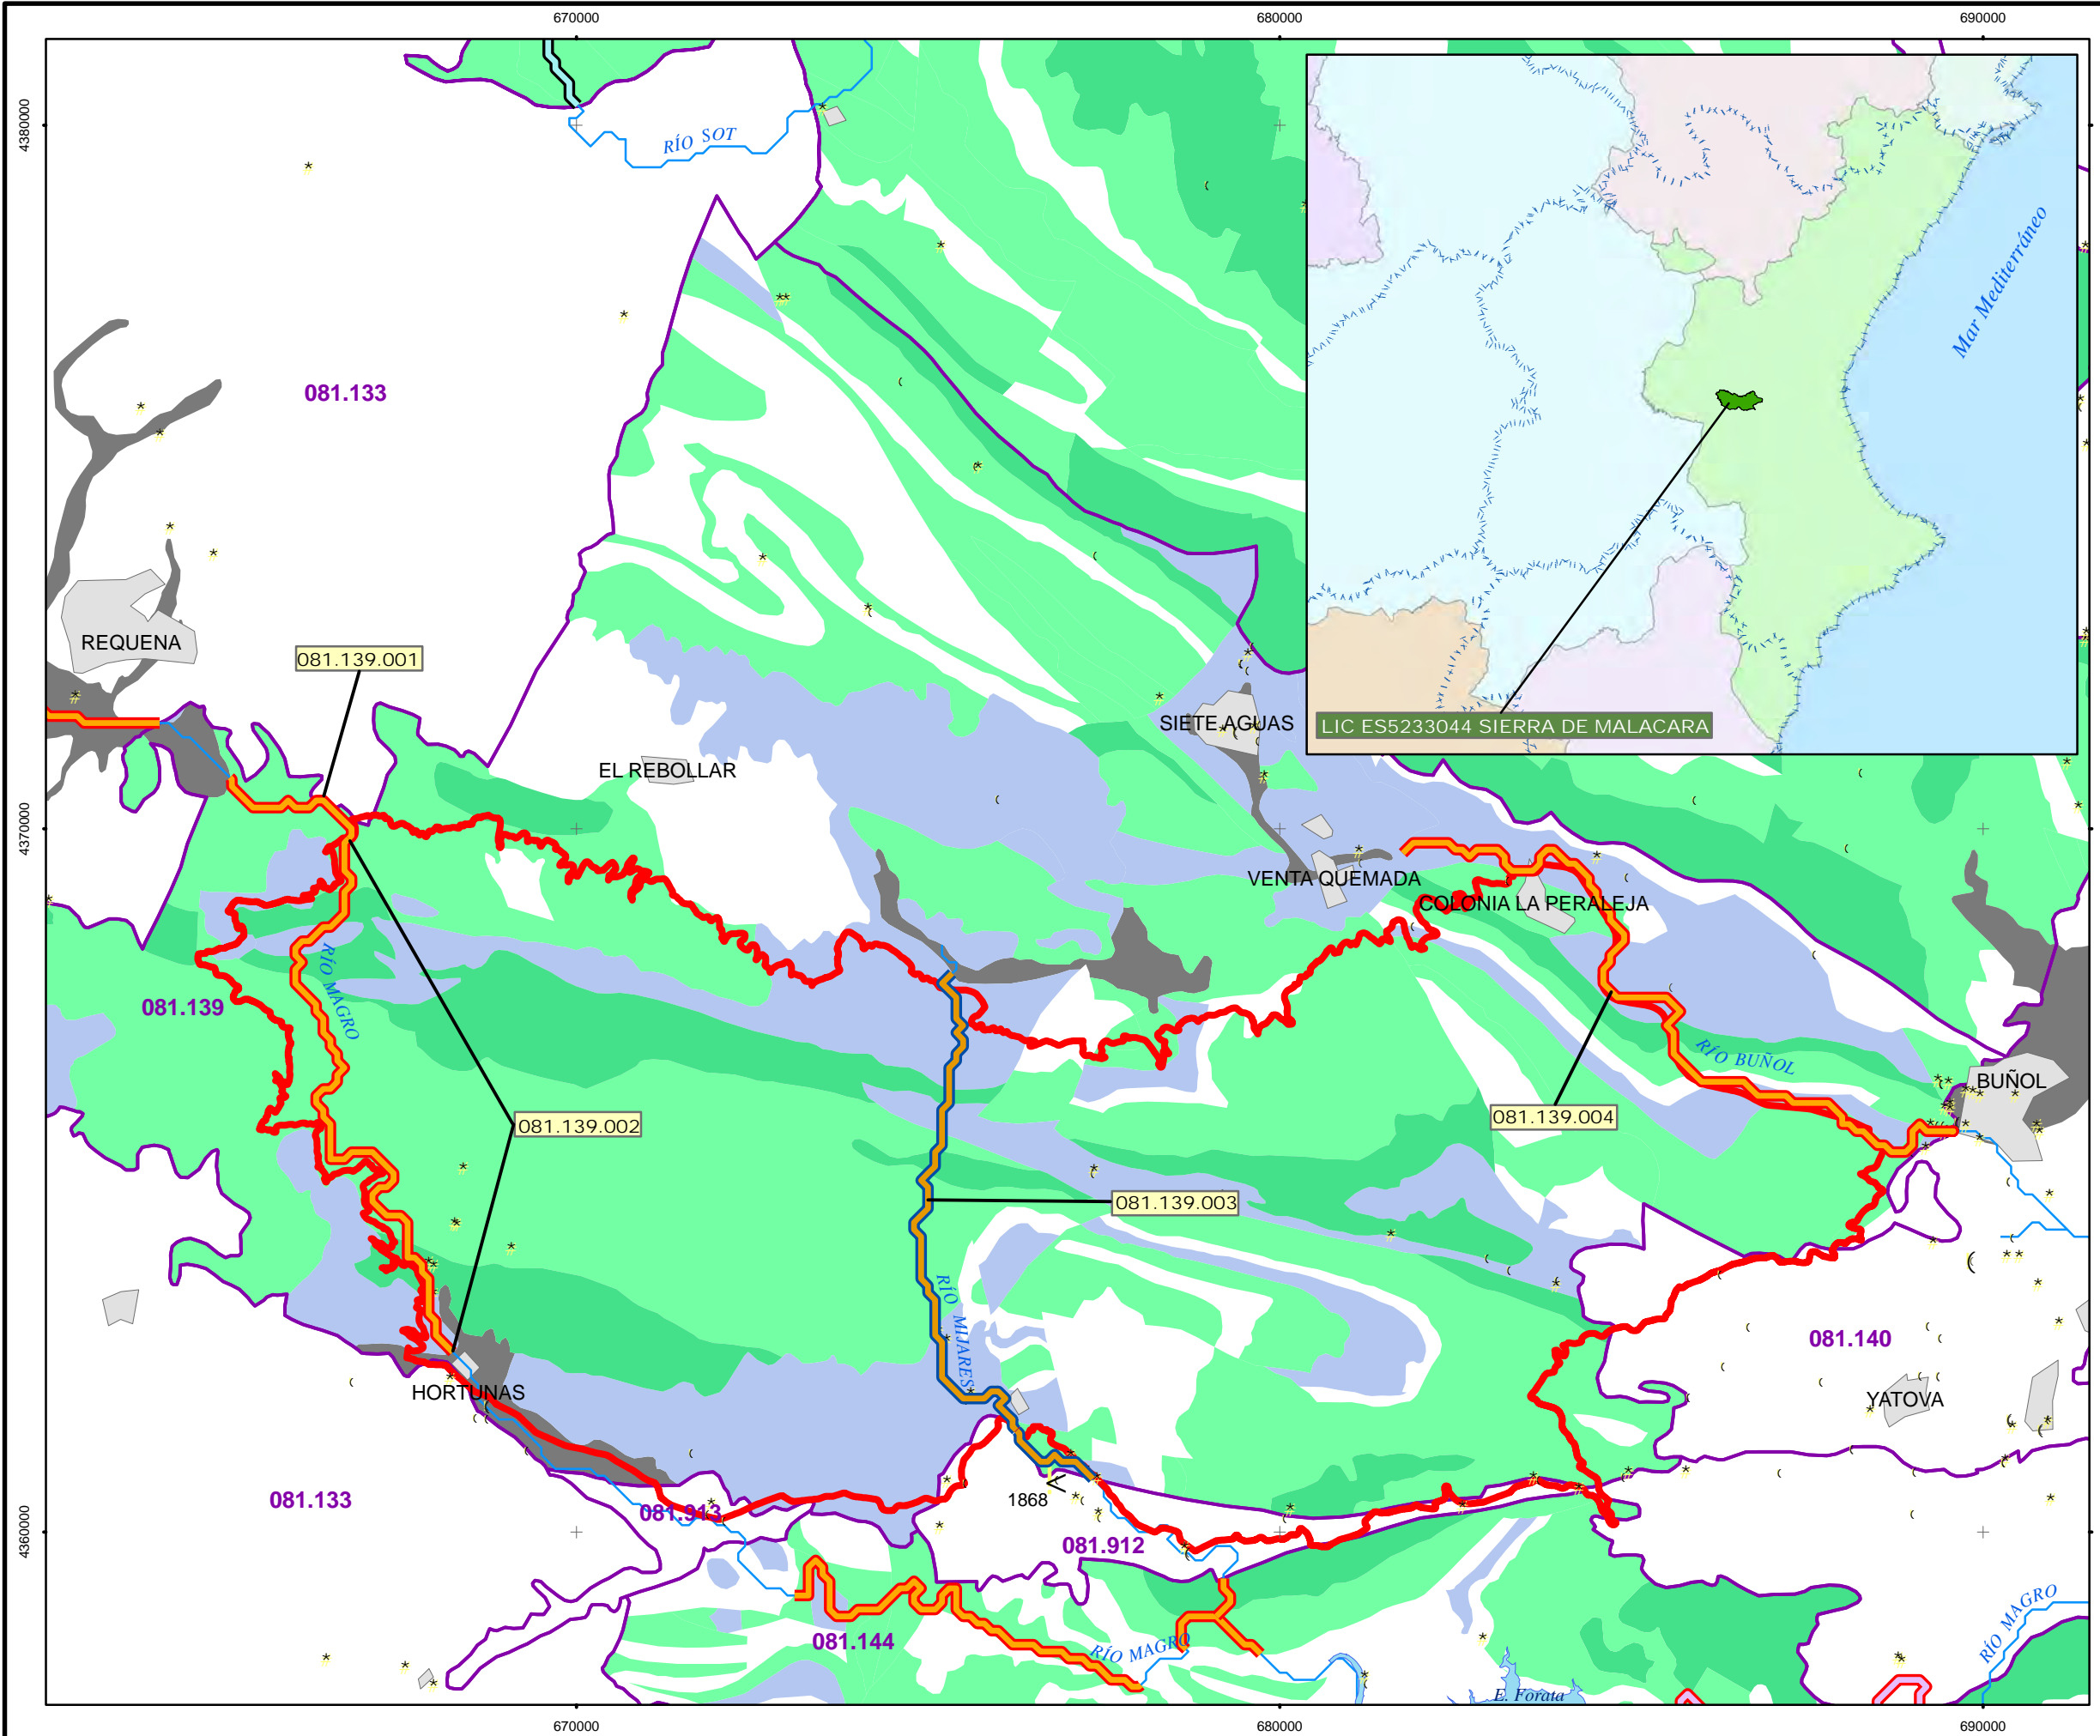 670000
680000
690000
4380000
RÍO SOT
Mar Mediterráneo
081.133
REQUENA
081.139.001
SIETE AGUAS
LIC ES5233044 SIERRA DE MALACARA
EL REBOLLAR
4370000
VENTA QUEMADA
COLONIA LA PERALEJA
RÍO MAGRO
081.139
RÍO BUÑOL
BUÑOL
081.139.002
081.139.004
081.139.003
RÍO MIJARES
081.140
HORTUNAS
YATOVA
081.133
1868
081.913
4360000
081.912
081.144
RÍO MAGRO
RÍO MAGRO
E. Forata
670000
680000
690000